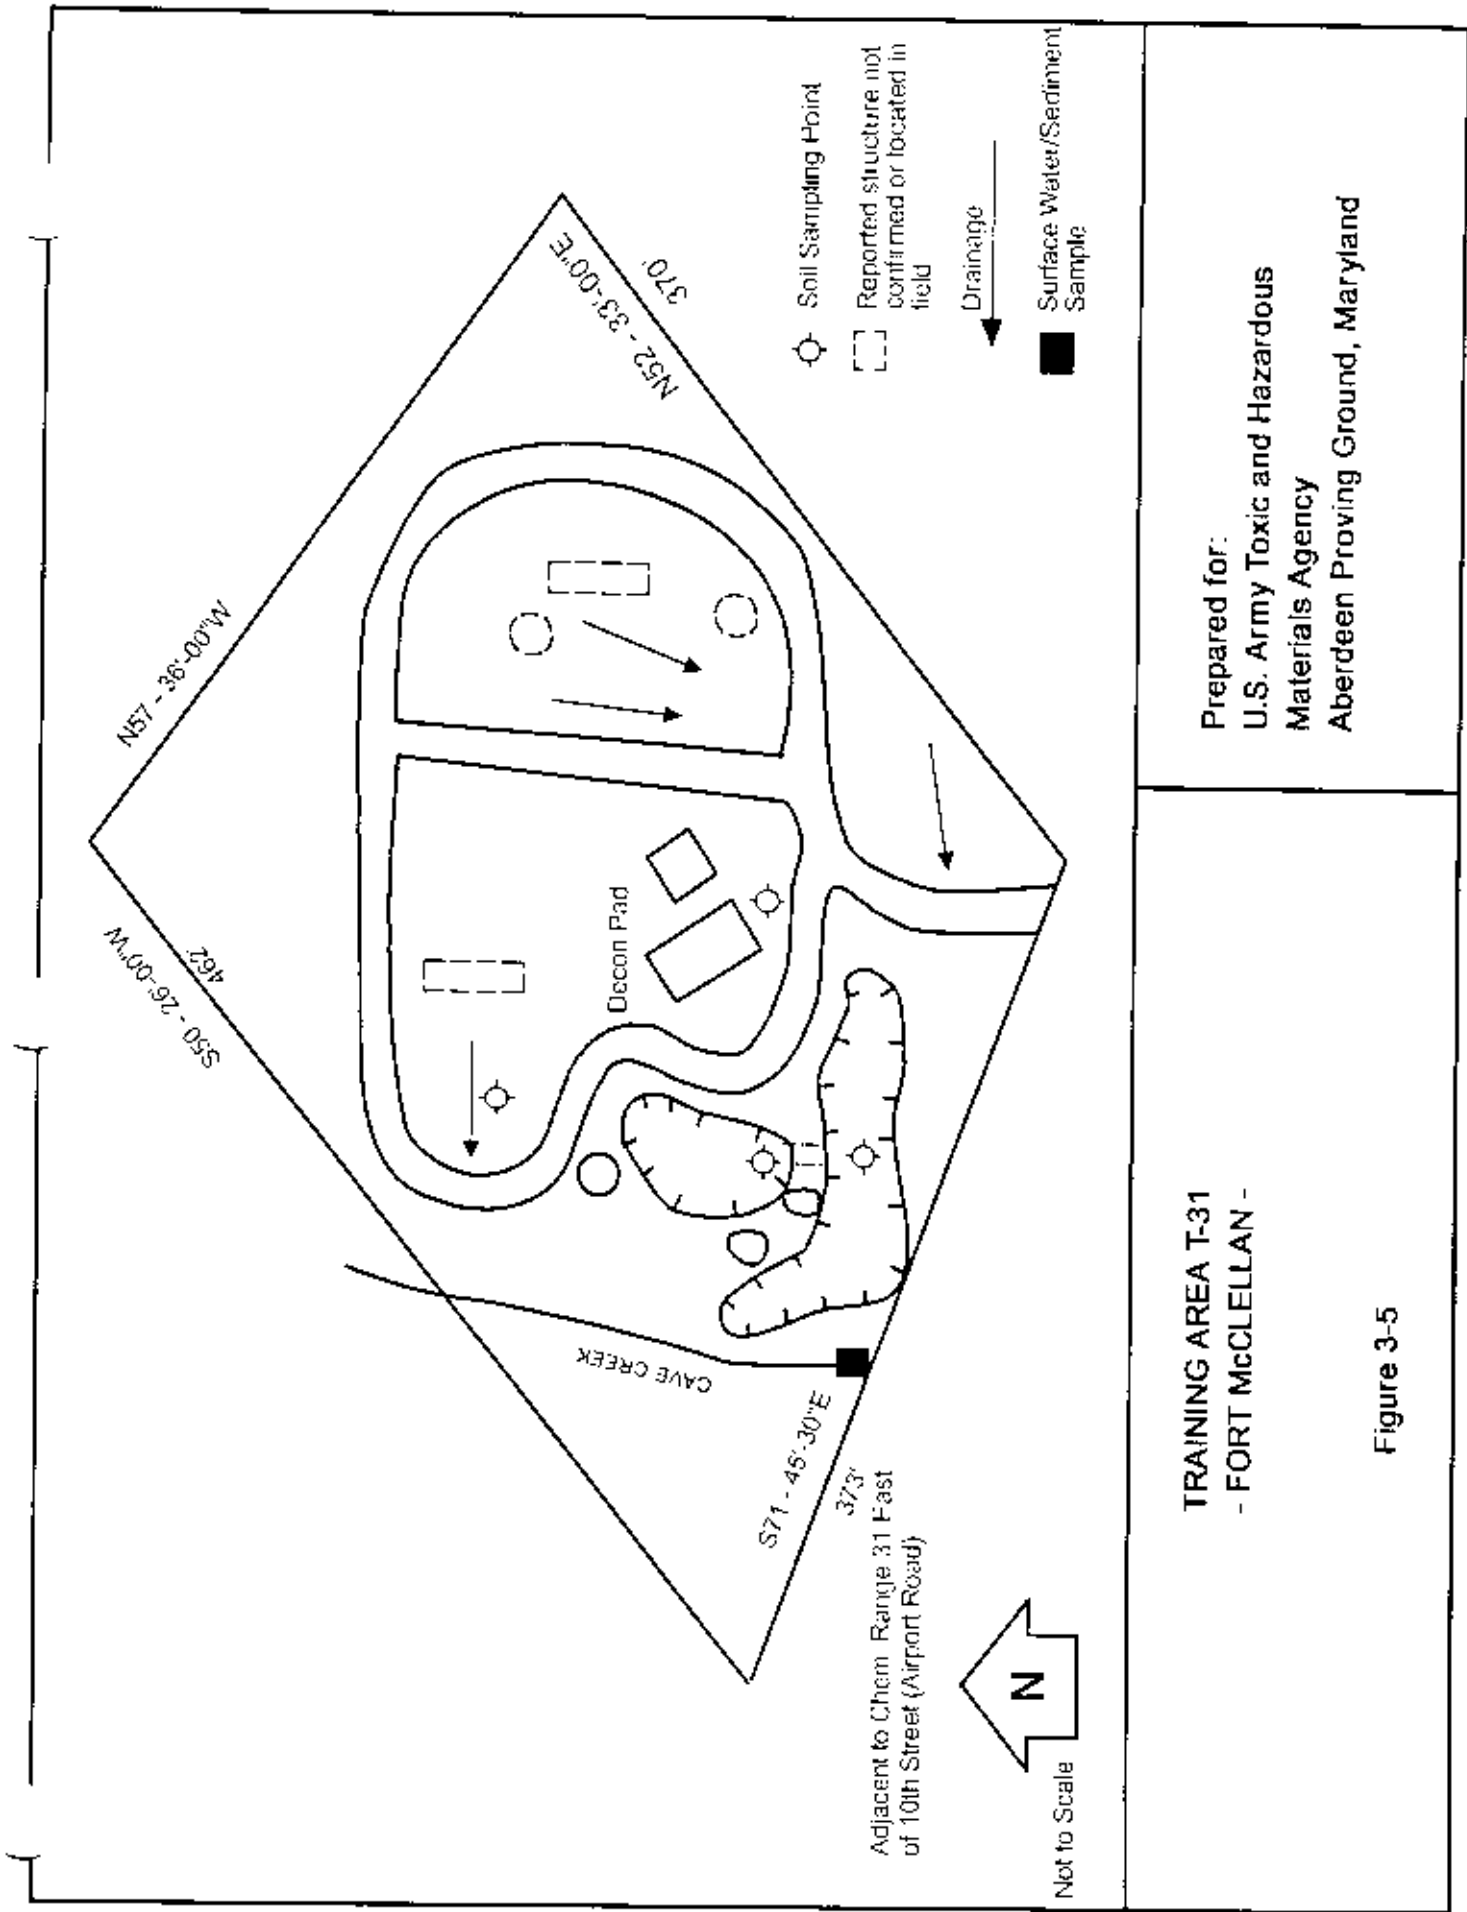 N57 - 36'-00"W
S50 - 26'-00"W
462'
N52 - 33'-00"E
370'
Decon Pad
CAVE CREEK
S71 - 45'-30"E
373'
Adjacent to Chem Range 31 East
of 10th Street (Airport Road)
N
Not to Scale
Soil Sampling Point
Reported structure not
confirmed or located in
field
Drainage
Surface Water/Sediment
Sample
TRAINING AREA T-31
- FORT McCLELLAN -
Figure 3-5
Prepared for:
U.S. Army Toxic and Hazardous
Materials Agency
Aberdeen Proving Ground, Maryland